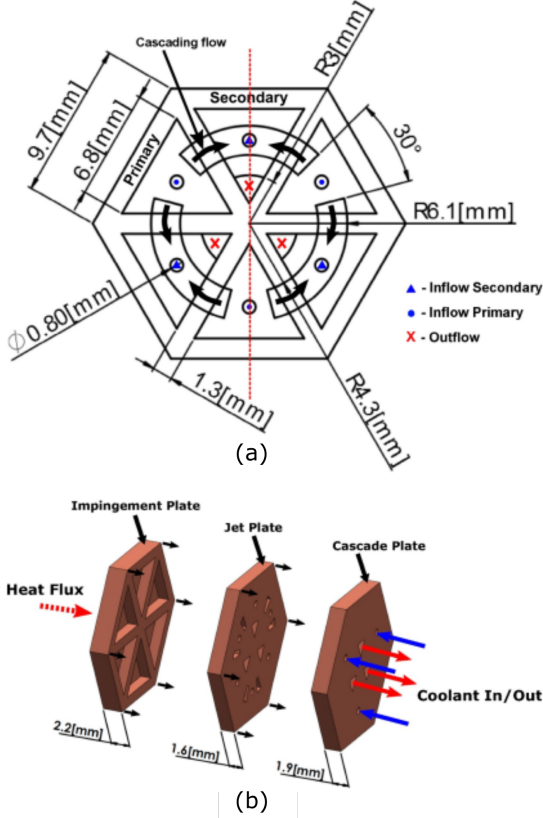 Cascading flow
R3[mm]
Secondary
9.7[mm]
6.8[mm]
Primary
30°
R6.1[mm]
▲ - Inflow Secondary
● - Inflow Primary
X - Outflow
∅0.80[mm]
1.3[mm]
R4.3[mm]
(a)
Impingement Plate
Jet Plate
Cascade Plate
Heat Flux
Coolant In/Out
2.2[mm]
1.6[mm]
1.9[mm]
(b)